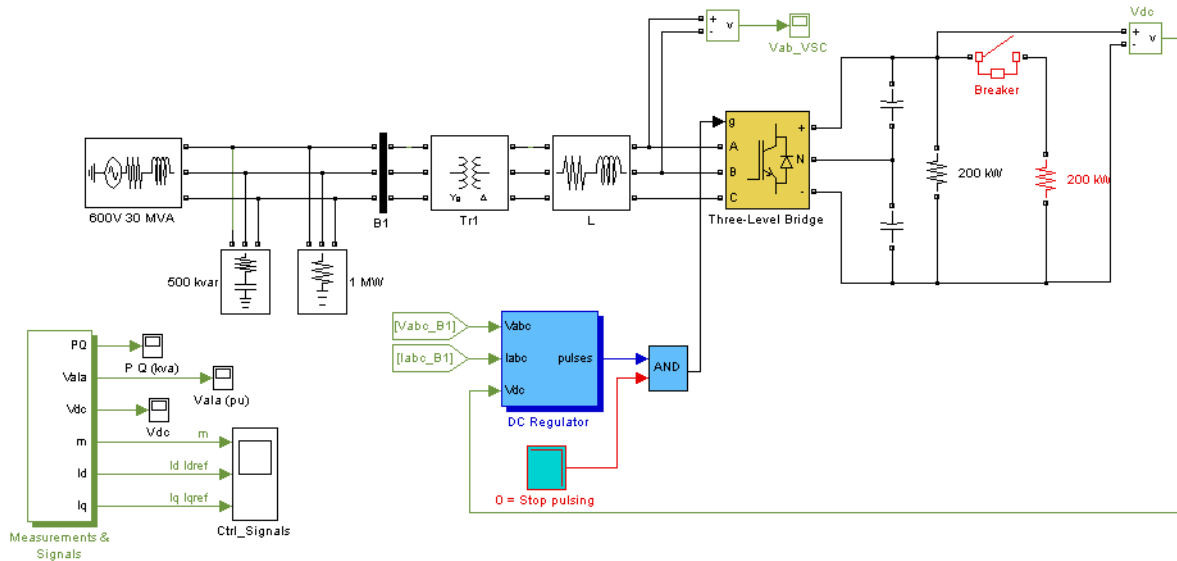 Vdc
+
-
v
+
-
v
Vab_VSC
Breaker
g
A
B
C
+
N
-
Three-Level Bridge
200 kW
200 kW
600V 30 MVA
B1
Yg
Δ
Tr1
L
500 kvar
1 MW
[Vabc_B1]
[Iabc_B1]
Vabc
Iabc
Vdc
pulses
DC Regulator
AND
0 = Stop pulsing
PQ
Vala
Vdc
m
Id
Iq
P Q (kva)
Vala (pu)
Vdc
m
Id Idref
Iq Iqref
Ctrl_Signals
Measurements &
Signals